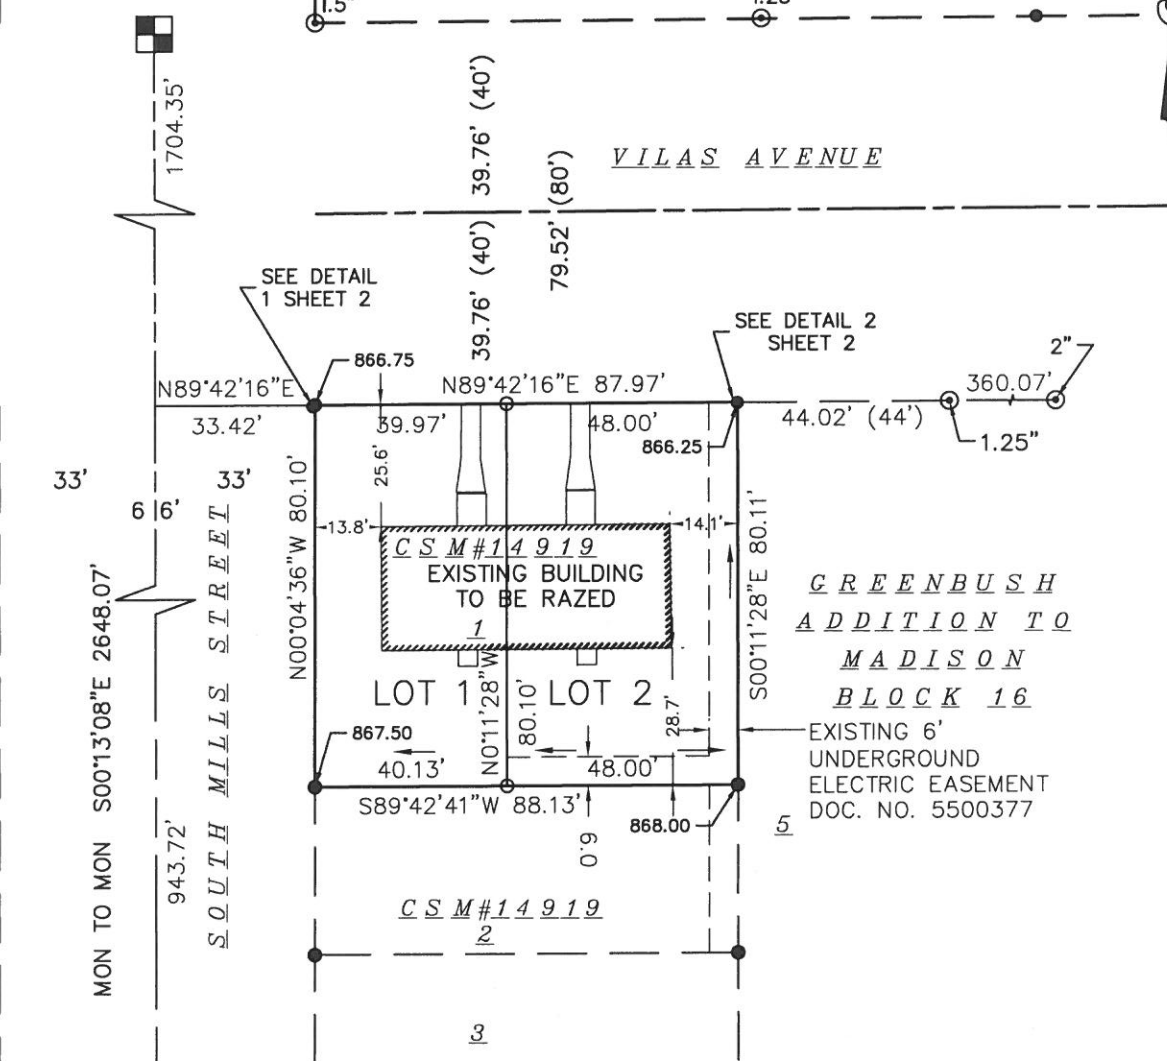 1.5"
1704.35'
39.76' (40')
39.76' (40')
79.52' (80')
VILAS AVENUE
SEE DETAIL
1 SHEET 2
SEE DETAIL 2
SHEET 2
866.75
2"
N89°42'16"E
N89°42'16"E 87.97'
360.07'
33.42'
39.97'
48.00'
44.02' (44')
866.25
1.25"
25.6'
33'
33'
66'
N00°04'36"W 80.10'
13.8'
14.1'
S00°11'28"E 80.11'
CSM#14919
EXISTING BUILDING
TO BE RAZED
1
GREENBUSH
ADDITION TO
MADISON
BLOCK 16
MON TO MON S00°13'08"E 2648.07'
SOUTH MILLS STREET
LOT 1
LOT 2
N0°11'28"W
80.10'
28.7'
867.50
EXISTING 6'
UNDERGROUND
ELECTRIC EASEMENT
DOC. NO. 5500377
40.13'
48.00'
S89°42'41"W 88.13'
868.00
5
6.0
943.72'
CSM#14919
2
3